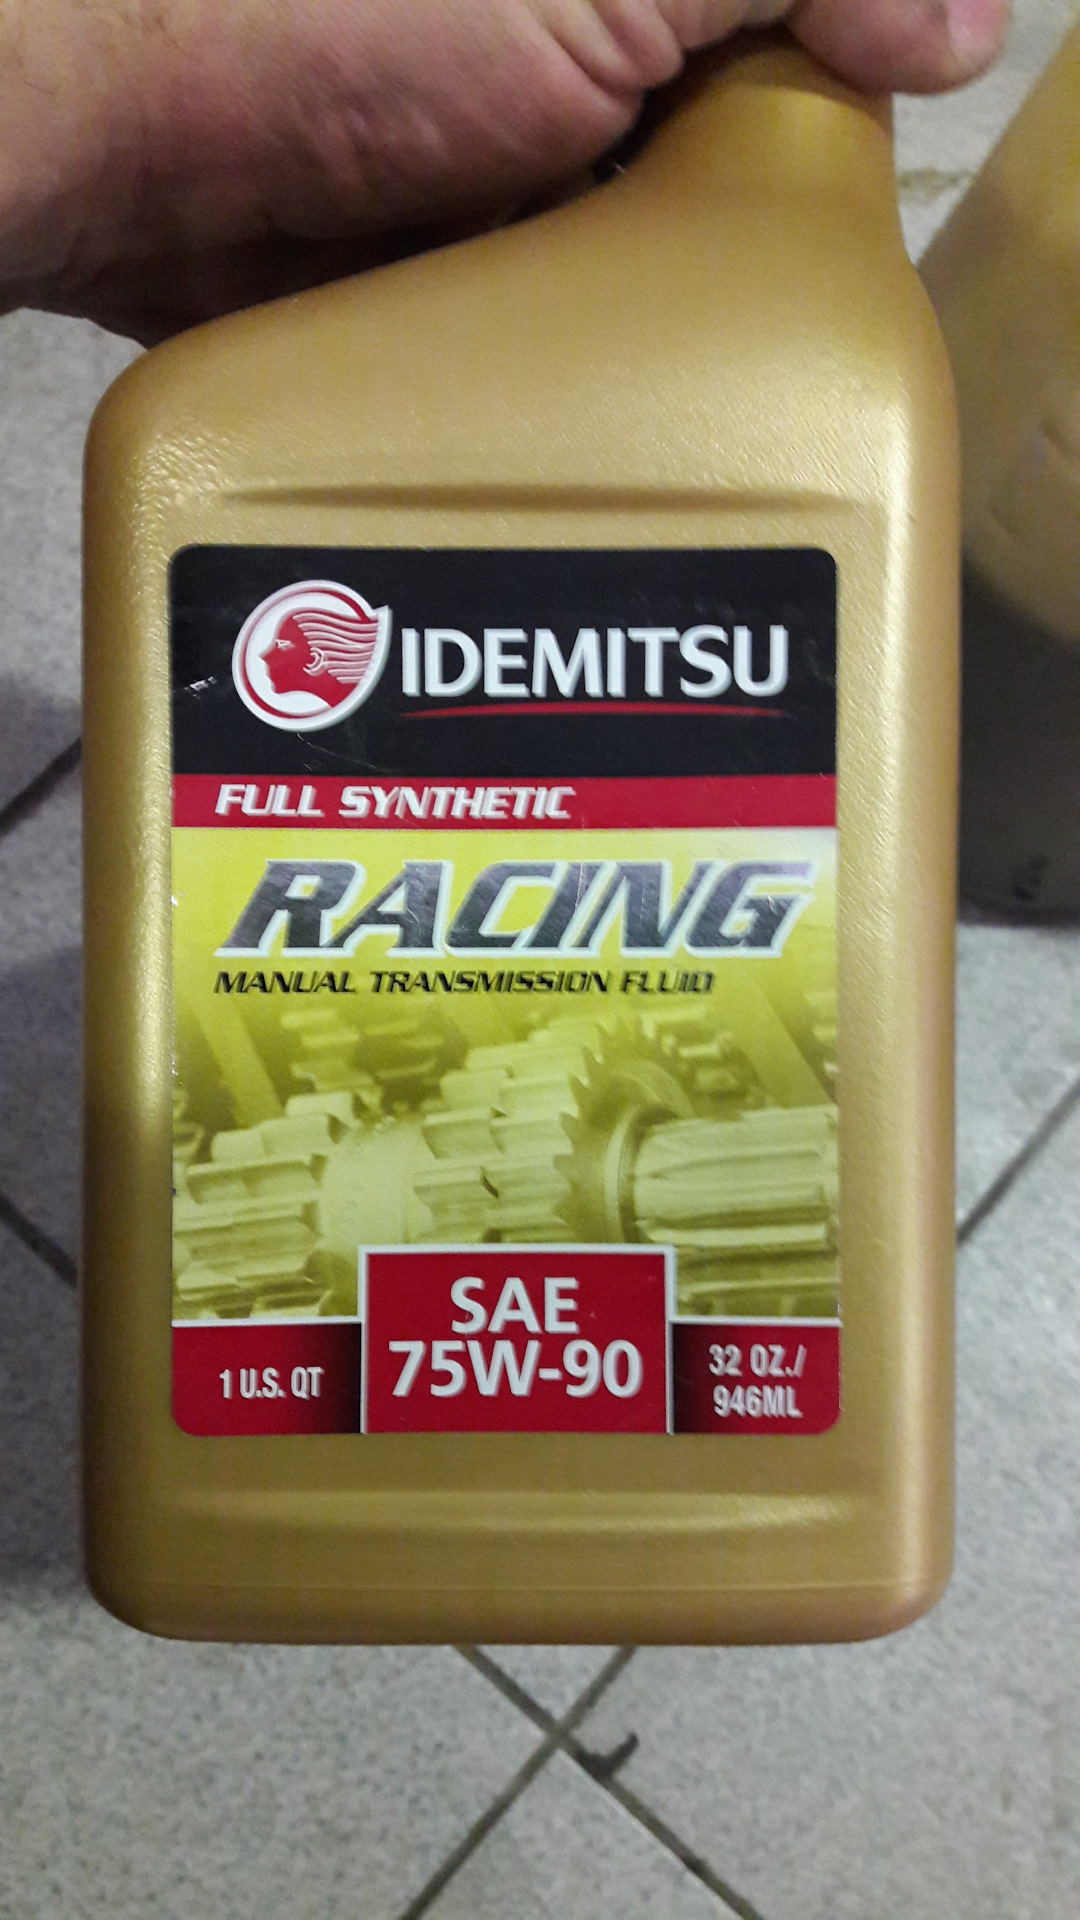 IDEMITSU
FULL SYNTHETIC
RACING
MANUAL TRANSMISSION FLUID
SAE
75W-90
1 U.S. QT
32 OZ./
946ML